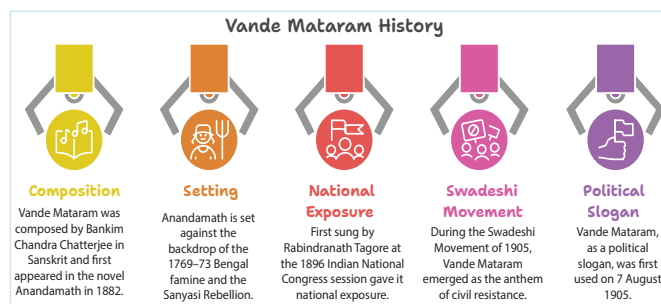 Vande Mataram History
Composition
Vande Mataram was
composed by Bankim
Chandra Chatterjee in
Sanskrit and first
appeared in the novel
Anandamath in 1882.
Setting
Anandamath is set
against the
backdrop of the
1769–73 Bengal
famine and the
Sanyasi Rebellion.
National
Exposure
First sung by
Rabindranath Tagore at
the 1896 Indian National
Congress session gave it
national exposure.
Swadeshi
Movement
During the Swadeshi
Movement of 1905,
Vande Mataram
emerged as the anthem
of civil resistance.
Political
Slogan
Vande Mataram,
as a political
slogan, was first
used on 7 August
1905.